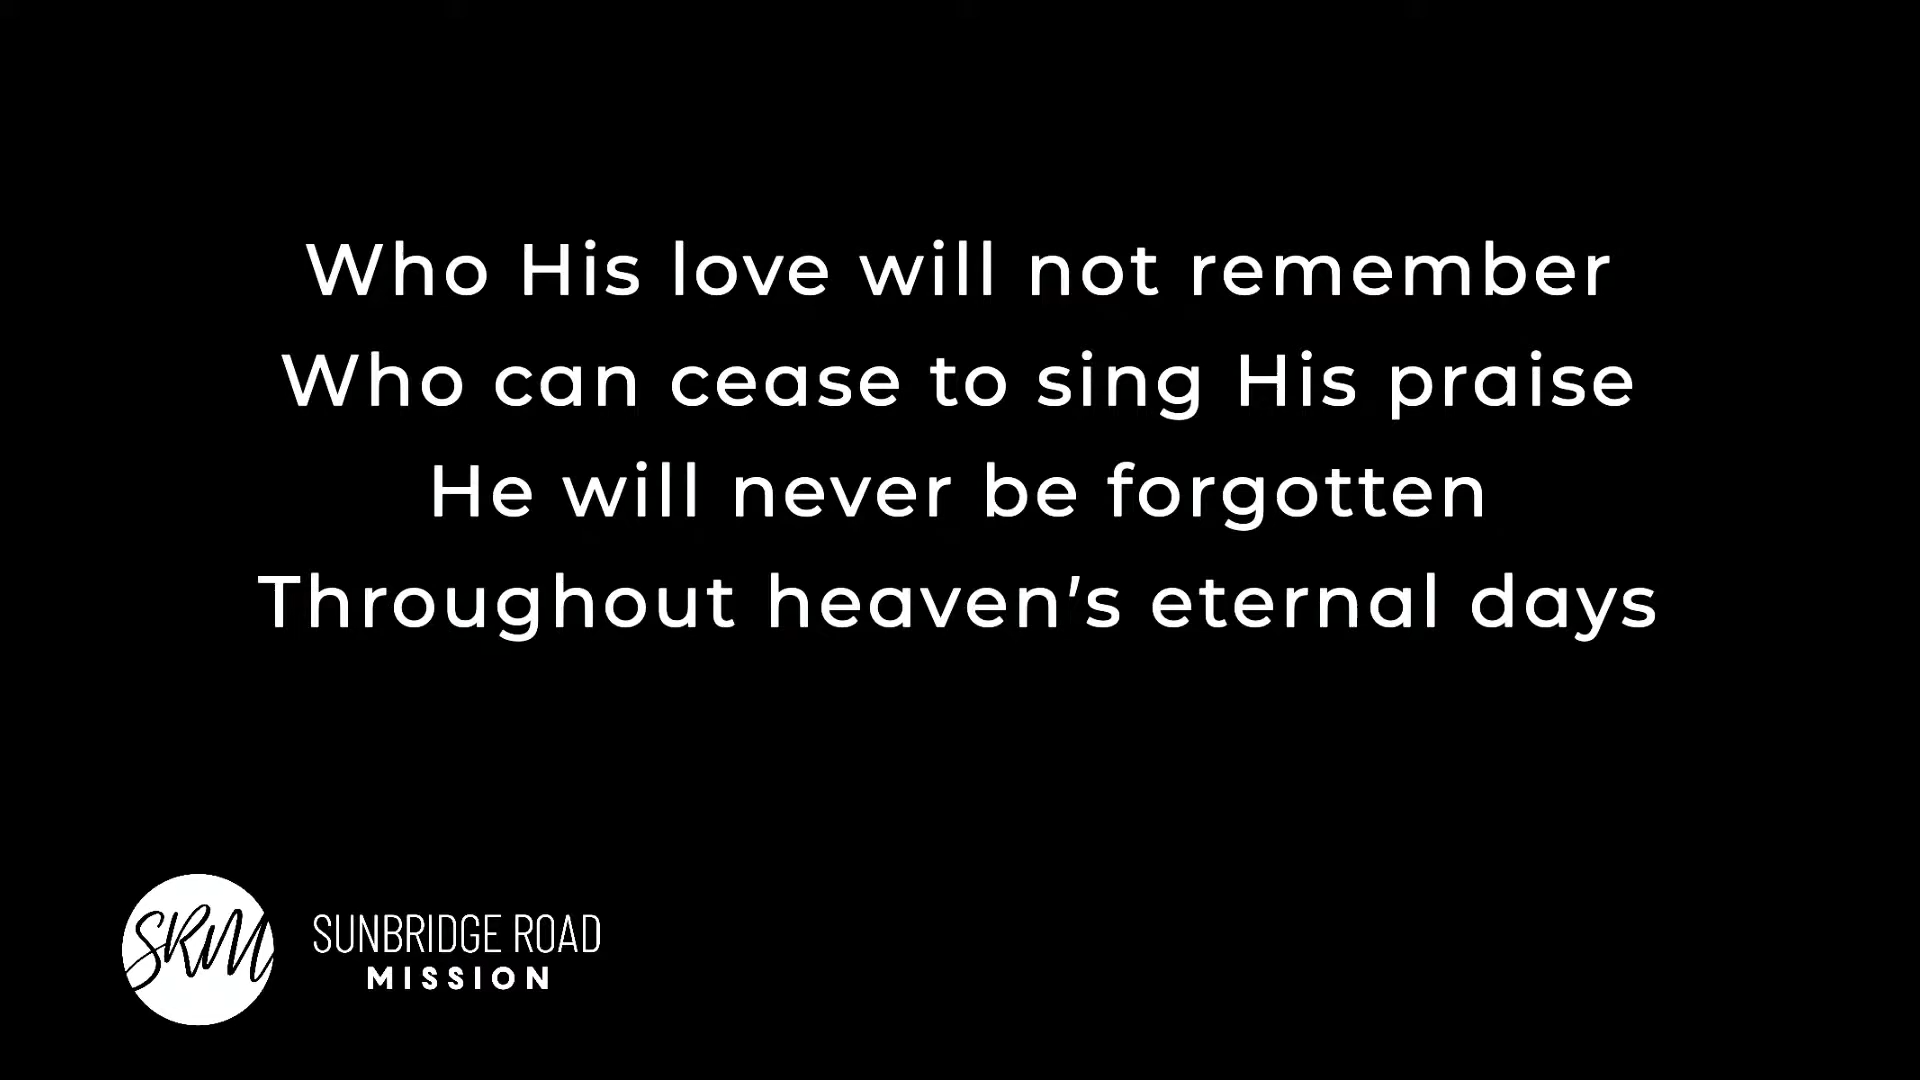 Who His love will not remember
Who can cease to sing His praise
He will never be forgotten
Throughout heaven’s eternal days
SRM
SUNBRIDGE ROAD
MISSION